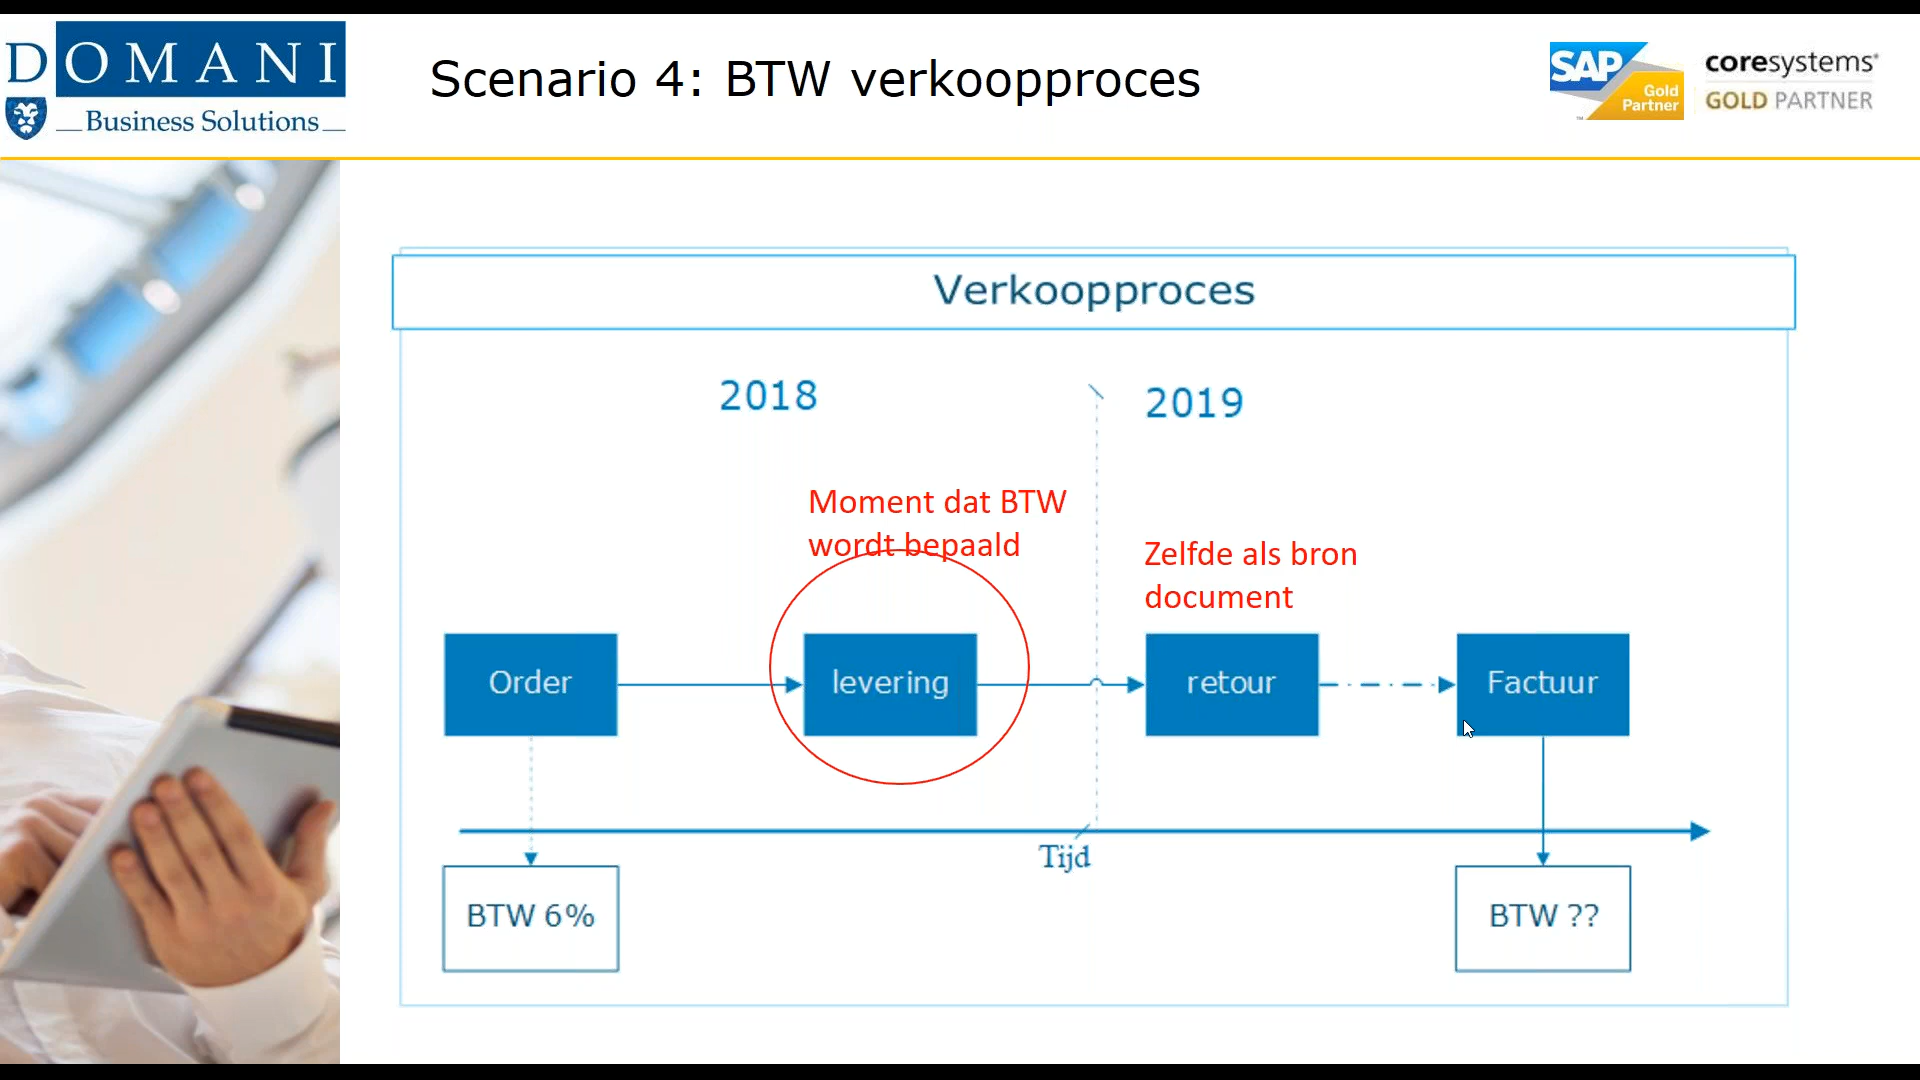 DOMANI
Business Solutions
Scenario 4: BTW verkoopproces
SAP
Gold
Partner
™
coresystems®
GOLD PARTNER
Verkoopproces
2018
2019
Moment dat BTW
wordt bepaald
Zelfde als bron
document
Order
levering
retour
Factuur
Tijd
BTW 6%
BTW ??